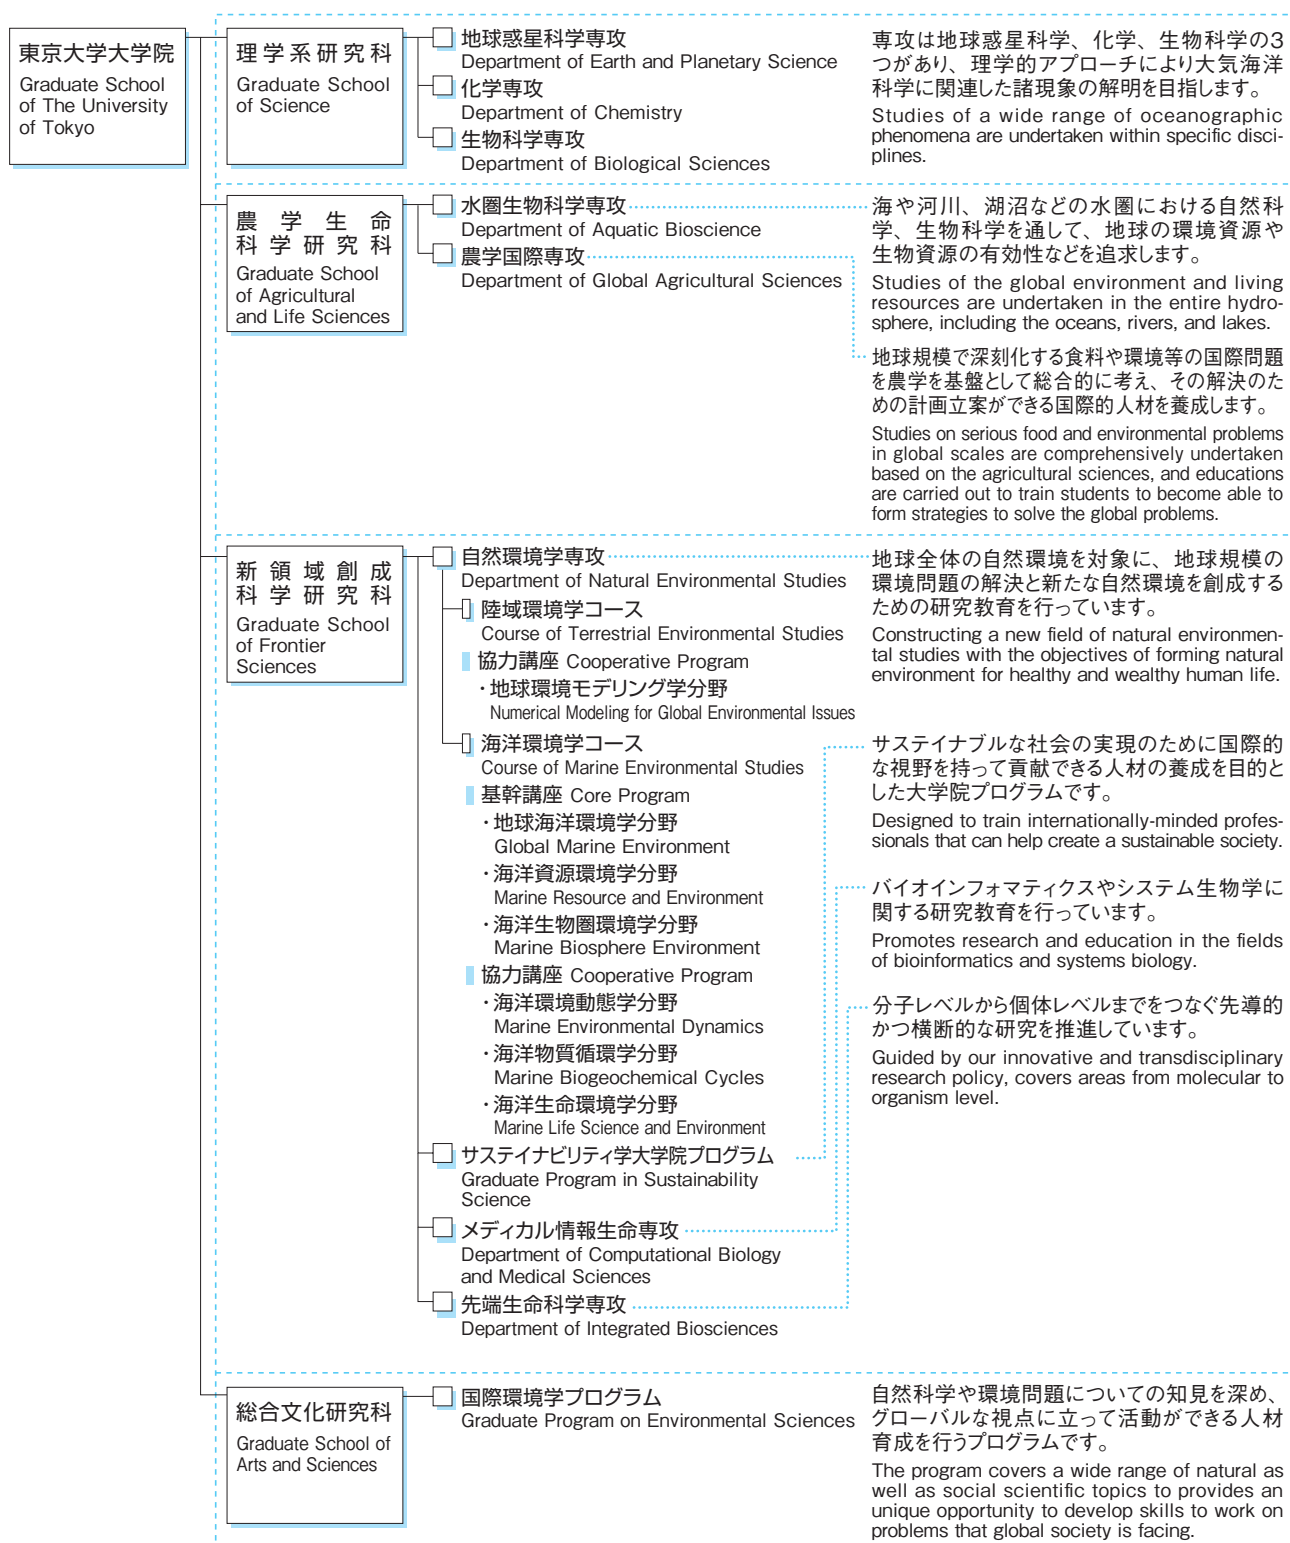 東京大学大学院
Graduate School
of The University
of Tokyo
理学系研究科
Graduate School
of Science
地球惑星科学専攻
Department of Earth and Planetary Science
化学専攻
Department of Chemistry
生物科学専攻
Department of Biological Sciences
専攻は地球惑星科学、化学、生物科学の3
つがあり、理学的アプローチにより大気海洋
科学に関連した諸現象の解明を目指します。
Studies of a wide range of oceanographic
phenomena are undertaken within specific disci-
plines.
農学生命
科学研究科
Graduate School
of Agricultural
and Life Sciences
水圏生物科学専攻
Department of Aquatic Bioscience
農学国際専攻
Department of Global Agricultural Sciences
海や河川、湖沼などの水圏における自然科
学、生物科学を通して、地球の環境資源や
生物資源の有効性などを追求します。
Studies of the global environment and living
resources are undertaken in the entire hydro-
sphere, including the oceans, rivers, and lakes.
地球規模で深刻化する食料や環境等の国際問題
を農学を基盤として総合的に考え、その解決のた
めの計画立案ができる国際的人材を養成します。
Studies on serious food and environmental problems
in global scales are comprehensively undertaken
based on the agricultural sciences, and educations
are carried out to train students to become able to
form strategies to solve the global problems.
新領域創成
科学研究科
Graduate School
of Frontier
Sciences
自然環境学専攻
Department of Natural Environmental Studies
陸域環境学コース
Course of Terrestrial Environmental Studies
協力講座 Cooperative Program
・地球環境モデリング学分野
Numerical Modeling for Global Environmental Issues
海洋環境学コース
Course of Marine Environmental Studies
基幹講座 Core Program
・地球海洋環境学分野
Global Marine Environment
・海洋資源環境学分野
Marine Resource and Environment
・海洋生物圏環境学分野
Marine Biosphere Environment
協力講座 Cooperative Program
・海洋環境動態学分野
Marine Environmental Dynamics
・海洋物質循環学分野
Marine Biogeochemical Cycles
・海洋生命環境学分野
Marine Life Science and Environment
サステイナビリティ学大学院プログラム
Graduate Program in Sustainability
Science
メディカル情報生命専攻
Department of Computational Biology
and Medical Sciences
先端生命科学専攻
Department of Integrated Biosciences
地球全体の自然環境を対象に、地球規模の
環境問題の解決と新たな自然環境を創成する
ための研究教育を行っています。
Constructing a new field of natural environmen-
tal studies with the objectives of forming natural
environment for healthy and wealthy human life.
サステイナブルな社会の実現のために国際的
な視野を持って貢献できる人材の養成を目的と
した大学院プログラムです。
Designed to train internationally-minded profes-
sionals that can help create a sustainable society.
バイオインフォマティクスやシステム生物学に
関する研究教育を行っています。
Promotes research and education in the fields
of bioinformatics and systems biology.
分子レベルから個体レベルまでをつなぐ先導的
かつ横断的な研究を推進しています。
Guided by our innovative and transdisciplinary
research policy, covers areas from molecular to
organism level.
総合文化研究科
Graduate School of
Arts and Sciences
国際環境学プログラム
Graduate Program on Environmental Sciences
自然科学や環境問題についての知見を深め、
グローバルな視点に立って活動ができる人材
育成を行うプログラムです。
The program covers a wide range of natural as
well as social scientific topics to provides an
unique opportunity to develop skills to work on
problems that global society is facing.